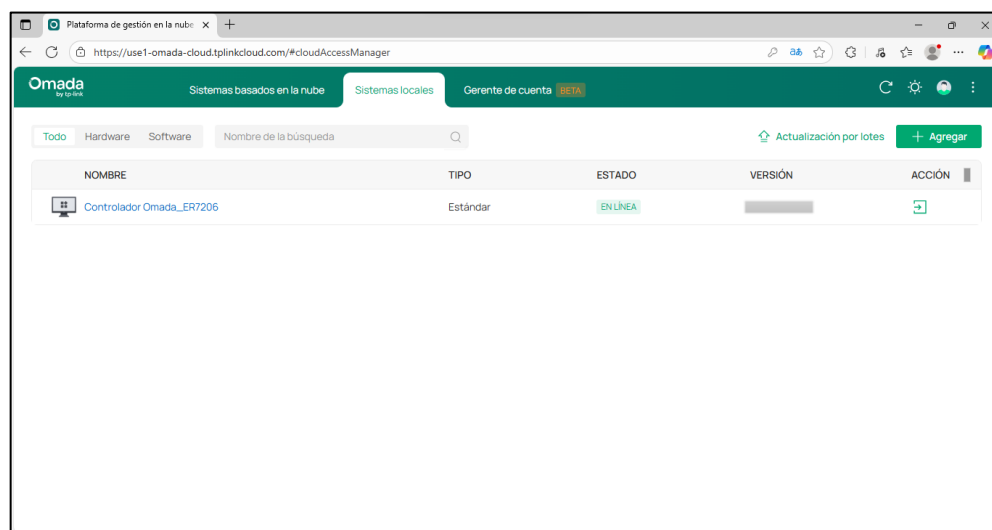 Plataforma de gestión en la nube
https://use1-omada-cloud.tplinkcloud.com/#cloudAccessManager
Omada
by tp-link
Sistemas basados en la nube
Sistemas locales
Gerente de cuenta BETA
Todo Hardware Software Nombre de la búsqueda
Actualización por lotes + Agregar
NOMBRE TIPO ESTADO VERSIÓN ACCIÓN
Controlador Omada_ER7206 Estándar EN LÍNEA